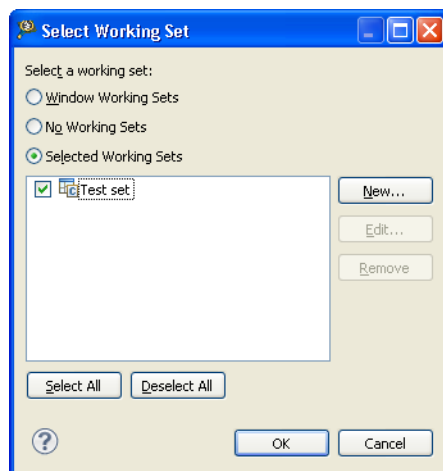 Select Working Set
Select a working set:
Window Working Sets
No Working Sets
Selected Working Sets
Test set
New...
Edit...
Remove
Select All
Deselect All
OK
Cancel